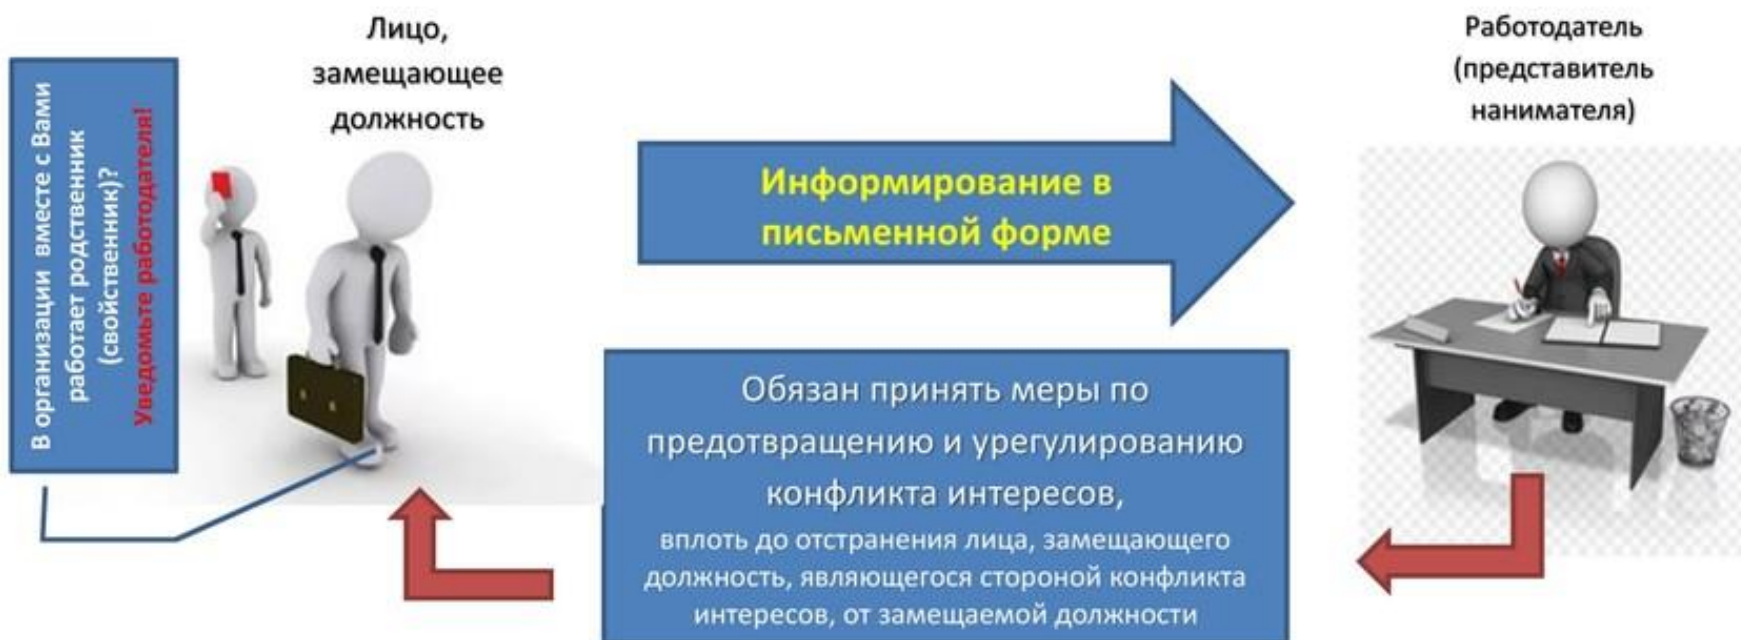 В организации вместе с Вами
работает родственник
(свойственник)?
Уведомьте работодателя!
Лицо,
замещающее
должность
Информирование в
письменной форме
Работодатель
(представитель
нанимателя)
Обязан принять меры по
предотвращению и урегулированию
конфликта интересов,
вплоть до отстранения лица, замещающего
должность, являющегося стороной конфликта
интересов, от замещаемой должности